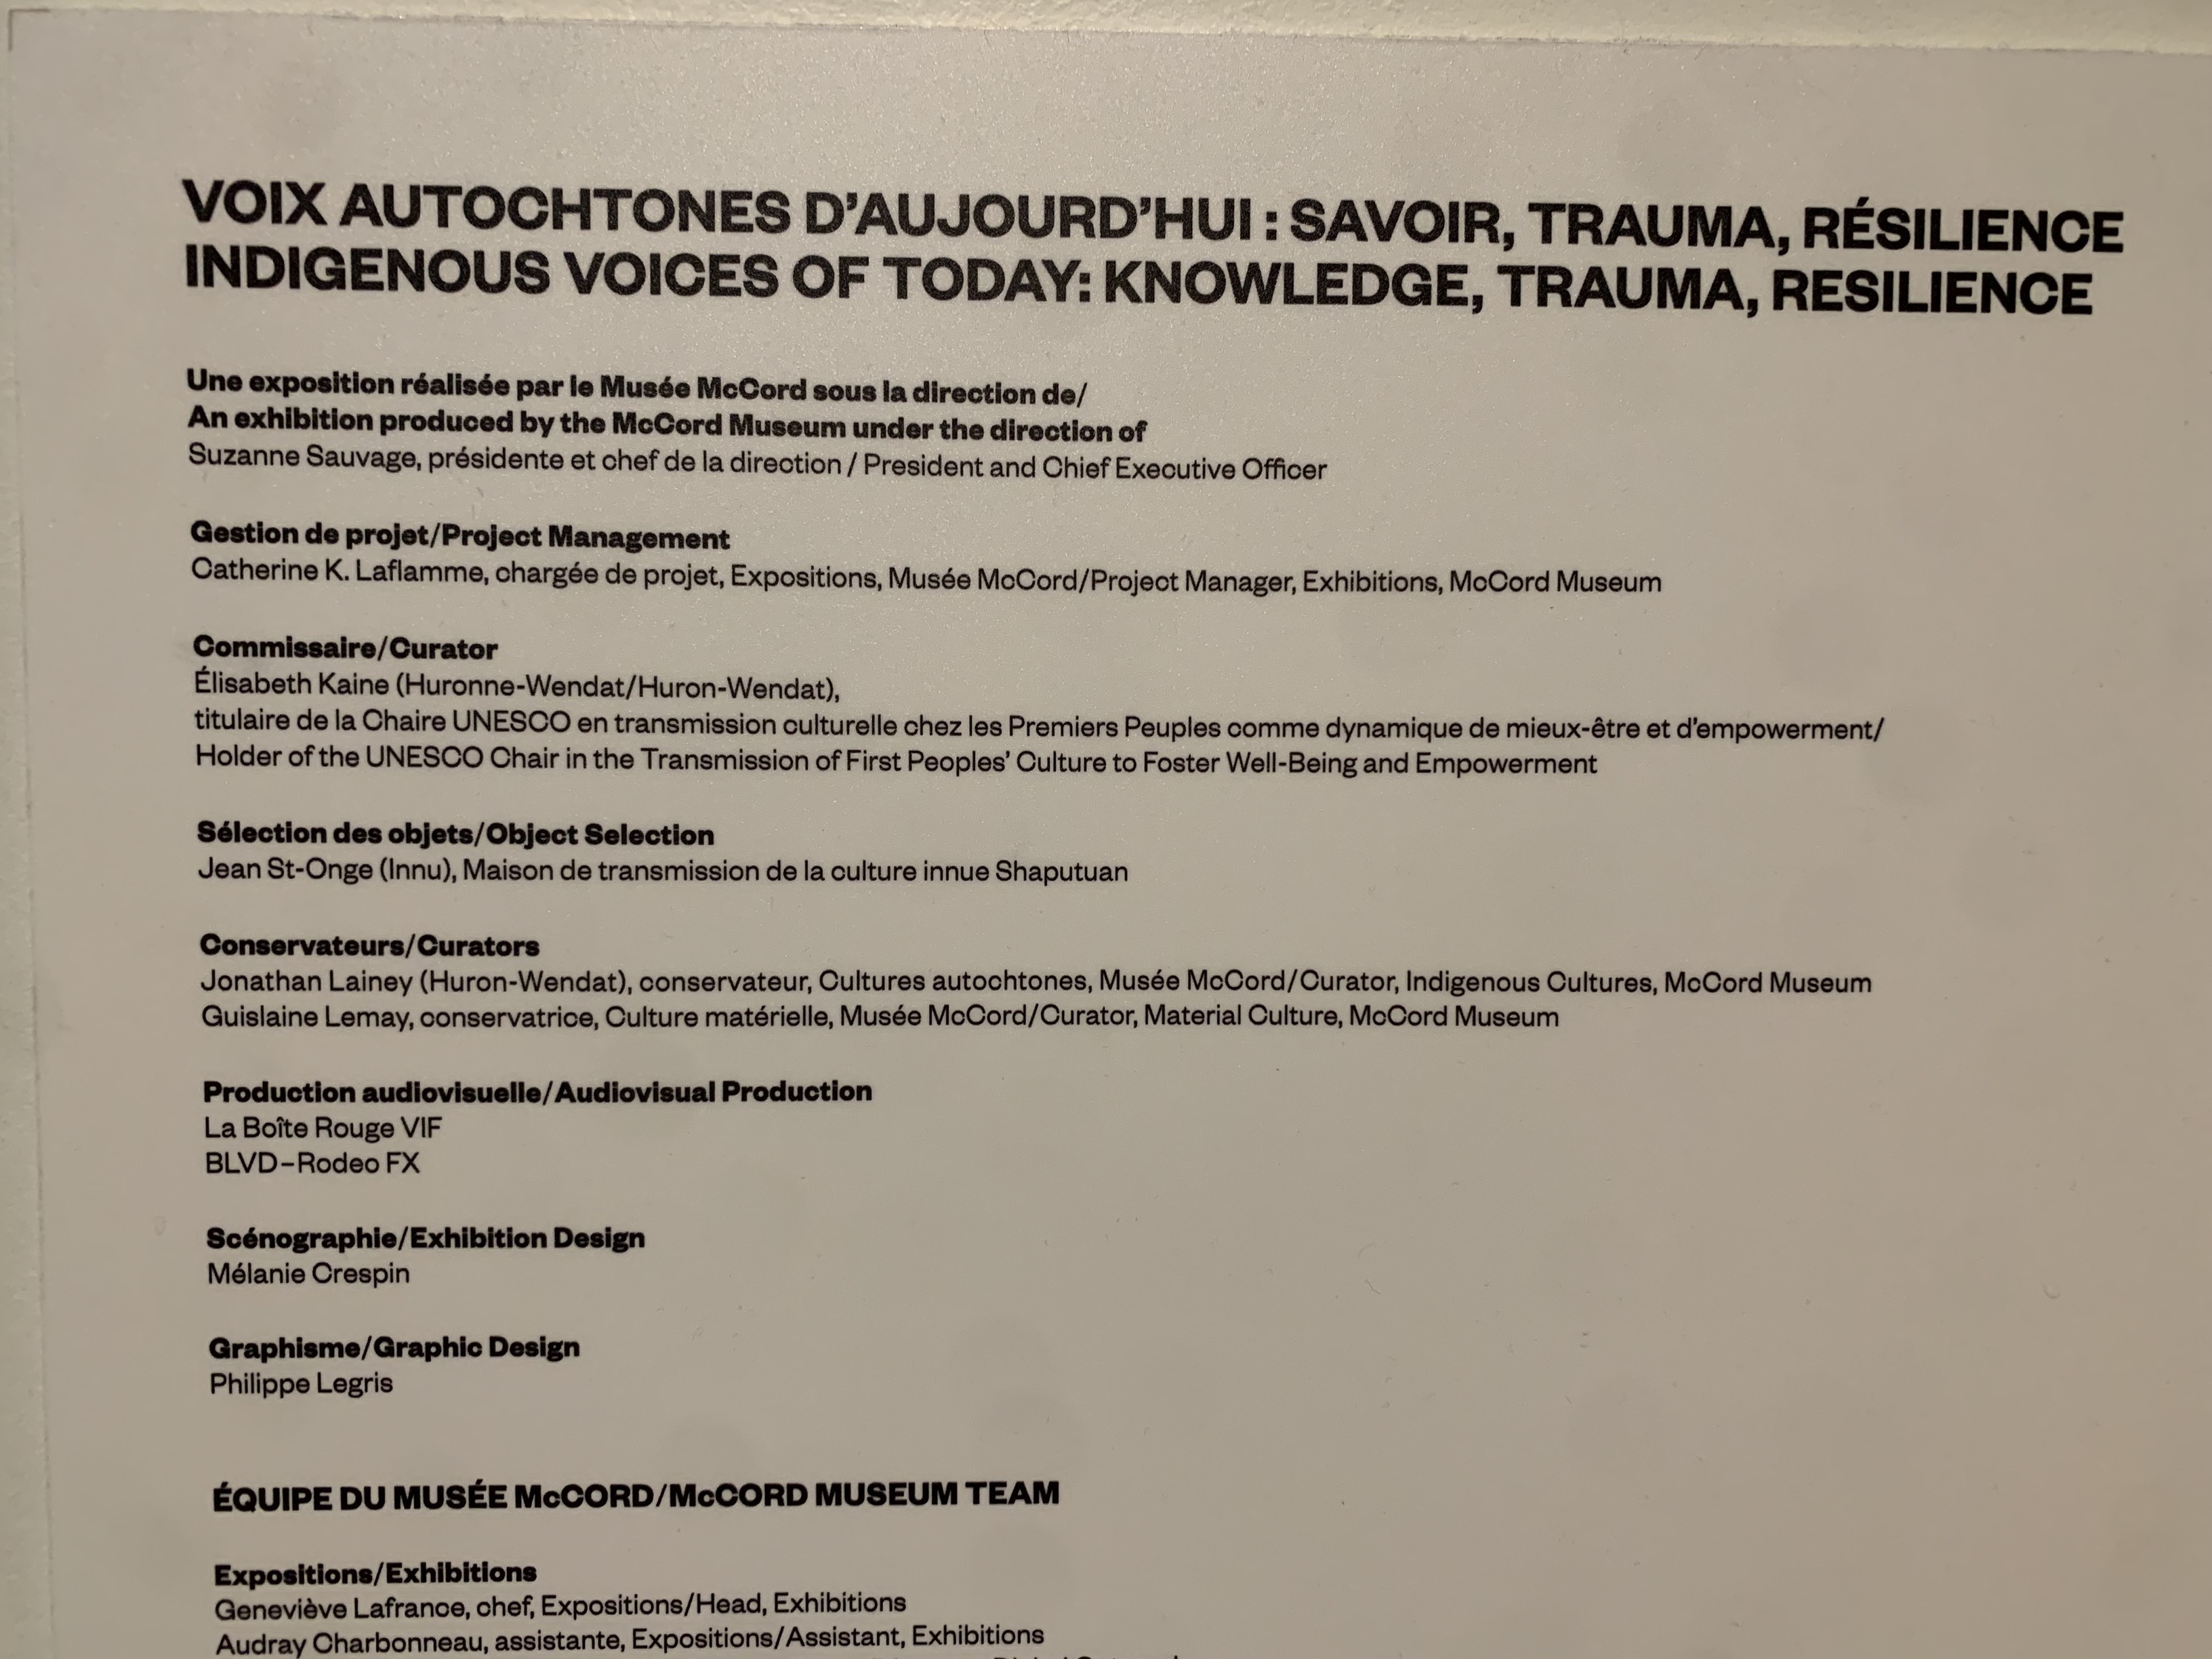 VOIX AUTOCHTONES D’AUJOURD’HUI : SAVOIR, TRAUMA, RÉSILIENCE
INDIGENOUS VOICES OF TODAY: KNOWLEDGE, TRAUMA, RESILIENCE
Une exposition réalisée par le Musée McCord sous la direction de/
An exhibition produced by the McCord Museum under the direction of
Suzanne Sauvage, présidente et chef de la direction / President and Chief Executive Officer
Gestion de projet/Project Management
Catherine K. Laflamme, chargée de projet, Expositions, Musée McCord/Project Manager, Exhibitions, McCord Museum
Commissaire/Curator
Élisabeth Kaine (Huronne-Wendat/Huron-Wendat),
titulaire de la Chaire UNESCO en transmission culturelle chez les Premiers Peuples comme dynamique de mieux-être et d’empowerment/
Holder of the UNESCO Chair in the Transmission of First Peoples’ Culture to Foster Well-Being and Empowerment
Sélection des objets/Object Selection
Jean St-Onge (Innu), Maison de transmission de la culture innue Shaputuan
Conservateurs/Curators
Jonathan Lainey (Huron-Wendat), conservateur, Cultures autochtones, Musée McCord/Curator, Indigenous Cultures, McCord Museum
Guislaine Lemay, conservatrice, Culture matérielle, Musée McCord/Curator, Material Culture, McCord Museum
Production audiovisuelle/Audiovisual Production
La Boîte Rouge VIF
BLVD–Rodeo FX
Scénographie/Exhibition Design
Mélanie Crespin
Graphisme/Graphic Design
Philippe Legris
ÉQUIPE DU MUSÉE McCORD/McCORD MUSEUM TEAM
Expositions/Exhibitions
Geneviève Lafrance, chef, Expositions/Head, Exhibitions
Audray Charbonneau, assistante, Expositions/Assistant, Exhibitions